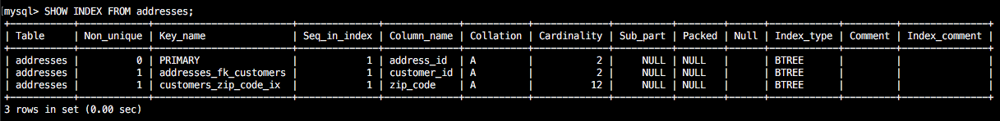 mysql> SHOW INDEX FROM addresses;
+-----------+------------+------------------------+--------------+-------------+-----------+-------------+----------+--------+------+------------+---------+---------------+
| Table     | Non_unique | Key_name               | Seq_in_index | Column_name | Collation | Cardinality | Sub_part | Packed | Null | Index_type | Comment | Index_comment |
+-----------+------------+------------------------+--------------+-------------+-----------+-------------+----------+--------+------+------------+---------+---------------+
| addresses |          0 | PRIMARY                |            1 | address_id  | A         |           2 |     NULL | NULL   |      | BTREE      |         |               |
| addresses |          1 | addresses_fk_customers |            1 | customer_id | A         |           2 |     NULL | NULL   |      | BTREE      |         |               |
| addresses |          1 | customers_zip_code_ix  |            1 | zip_code    | A         |          12 |     NULL | NULL   |      | BTREE      |         |               |
+-----------+------------+------------------------+--------------+-------------+-----------+-------------+----------+--------+------+------------+---------+---------------+
3 rows in set (0.00 sec)